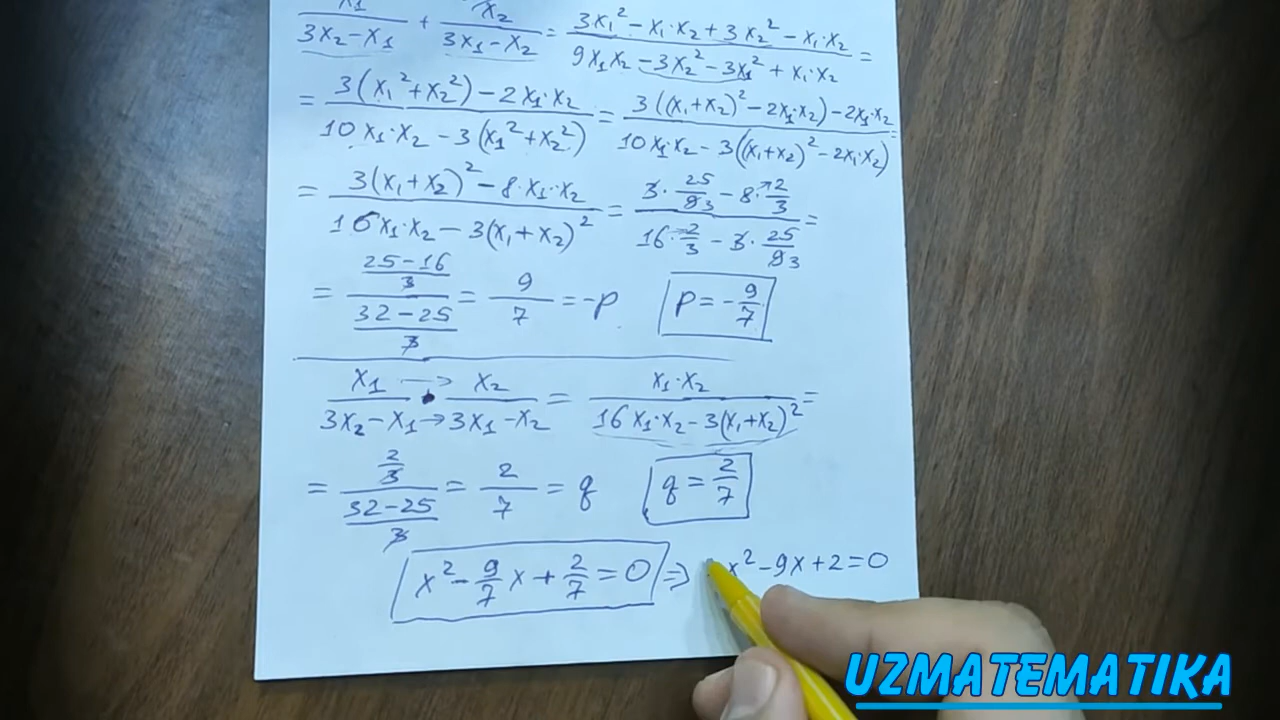 x₁/(3x₂-x₁) + x₂/(3x₁-x₂) = (3x₁²-x₁·x₂+3x₂²-x₁·x₂)/(9x₁x₂-3x₂²-3x₁²+x₁·x₂) =
= (3(x₁²+x₂²)-2x₁·x₂)/(10x₁·x₂-3(x₁²+x₂²)) = (3((x₁+x₂)²-2x₁·x₂)-2x₁·x₂)/(10x₁·x₂-3((x₁+x₂)²-2x₁·x₂)) =
= (3(x₁+x₂)²-8·x₁·x₂)/(16x₁·x₂-3(x₁+x₂)²) = (3·25/93-8·2/3)/(16·2/3-3·25/93) =
= ((25-16)/3)/((32-25)/3) = 9/7 = -p p=-9/7
x₁/(3x₂-x₁) · x₂/(3x₁-x₂) = (x₁·x₂)/(16x₁·x₂-3(x₁+x₂)²) =
= (2/3)/((32-25)/3) = 2/7 = q q=2/7
x²-9/7x+2/7=0 ⇒ x²-9x+2=0
UZMATEMATIKA